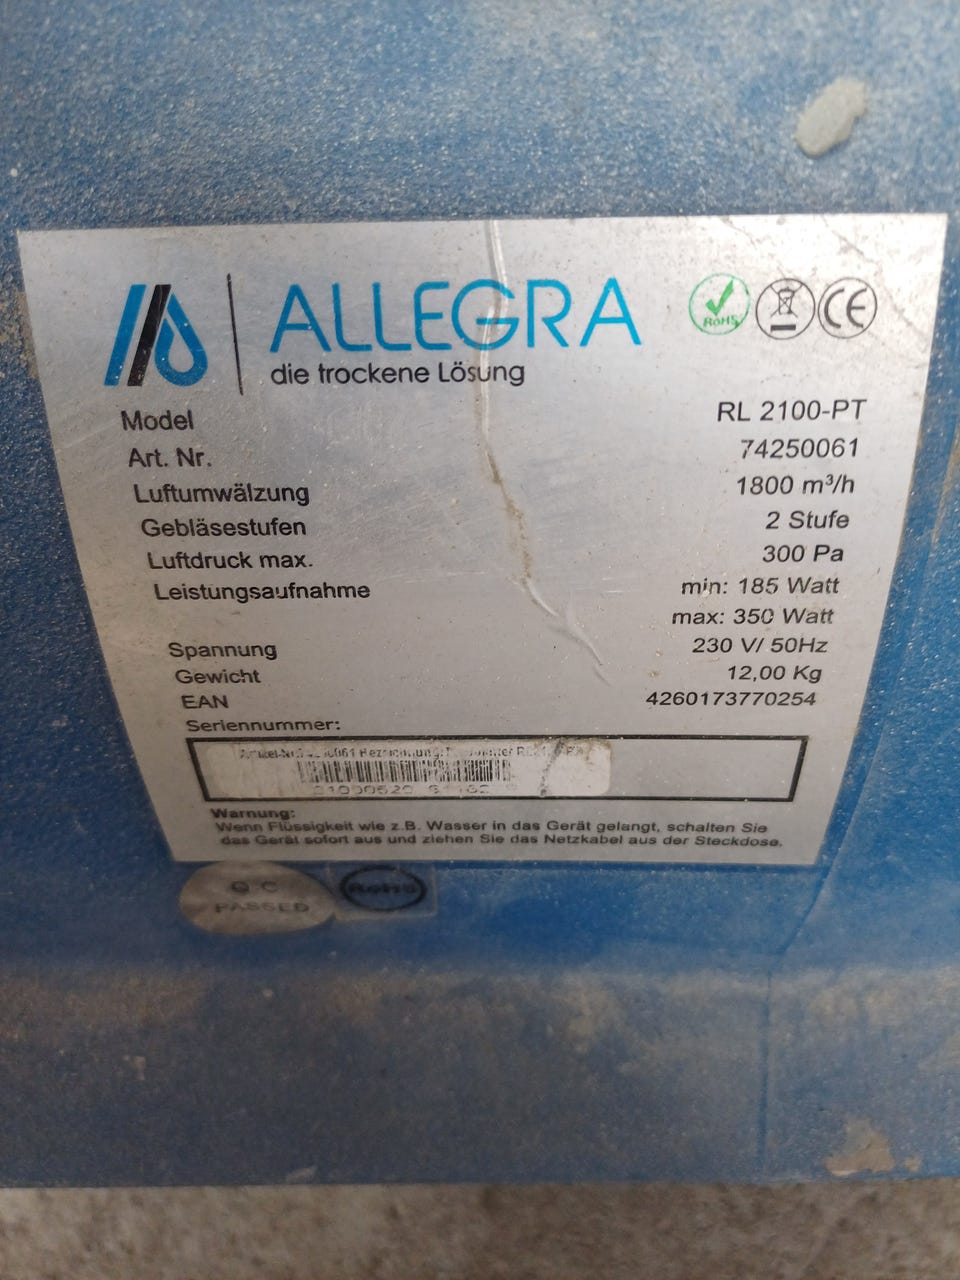 ALLEGRA
die trockene Lösung
RoHS
CE
Model RL 2100-PT
Art. Nr. 74250061
Luftumwälzung 1800 m³/h
Gebläsestufen 2 Stufe
Luftdruck max. 300 Pa
Leistungsaufnahme min: 185 Watt
max: 350 Watt
Spannung 230 V/ 50Hz
Gewicht 12,00 Kg
EAN 4260173770254
Seriennummer:
Warnung:
Wenn Flüssigkeit wie z.B. Wasser in das Gerät gelangt, schalten Sie
das Gerät sofort aus und ziehen Sie das Netzkabel aus der Steckdose.
Q C
PASSED
RoHS